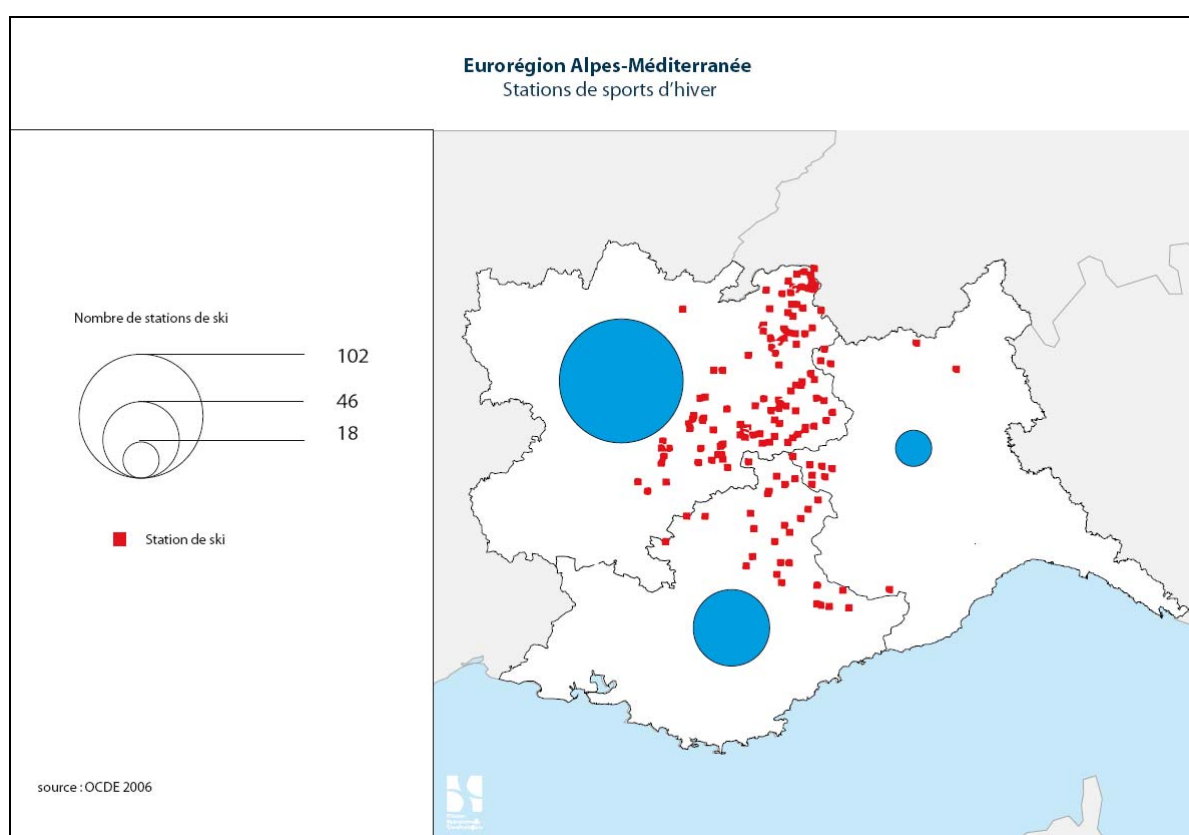 Eurorégion Alpes-Méditerranée
Stations de sports d'hiver
Nombre de stations de ski
102
46
18
Station de ski
source : OCDE 2006